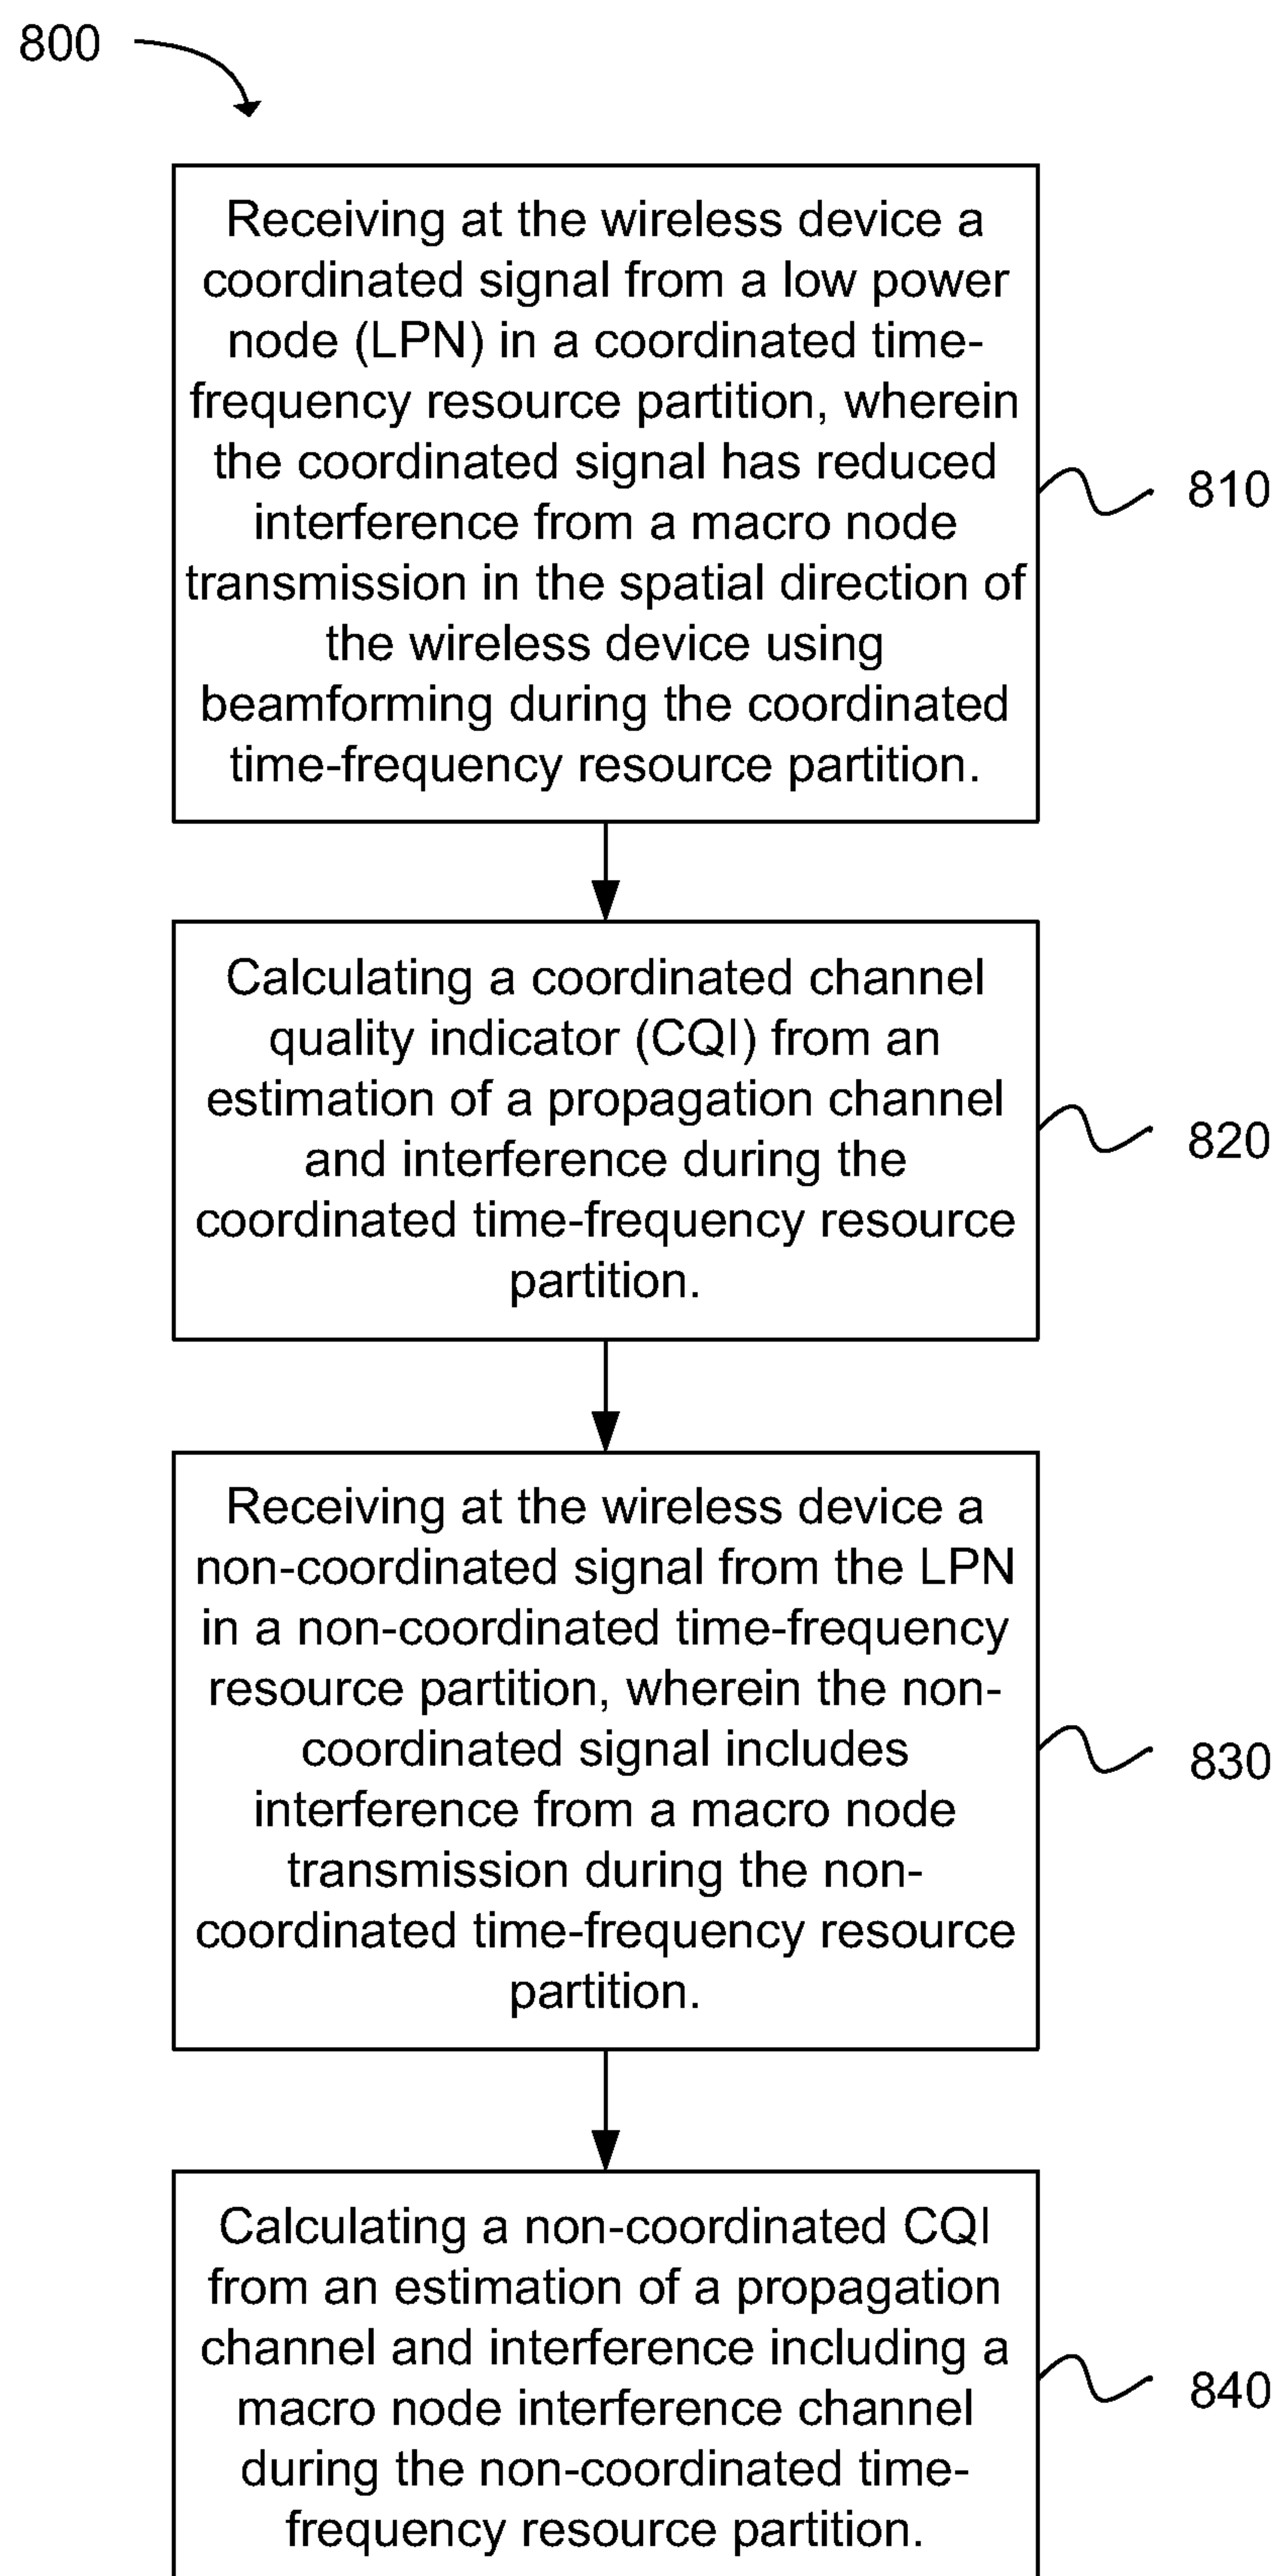 800
Receiving at the wireless device a
coordinated signal from a low power
node (LPN) in a coordinated time-
frequency resource partition, wherein
the coordinated signal has reduced
interference from a macro node
transmission in the spatial direction of
the wireless device using
beamforming during the coordinated
time-frequency resource partition.
810
Calculating a coordinated channel
quality indicator (CQI) from an
estimation of a propagation channel
and interference during the
coordinated time-frequency resource
partition.
820
Receiving at the wireless device a
non-coordinated signal from the LPN
in a non-coordinated time-frequency
resource partition, wherein the non-
coordinated signal includes
interference from a macro node
transmission during the non-
coordinated time-frequency resource
partition.
830
Calculating a non-coordinated CQI
from an estimation of a propagation
channel and interference including a
macro node interference channel
during the non-coordinated time-
frequency resource partition.
840